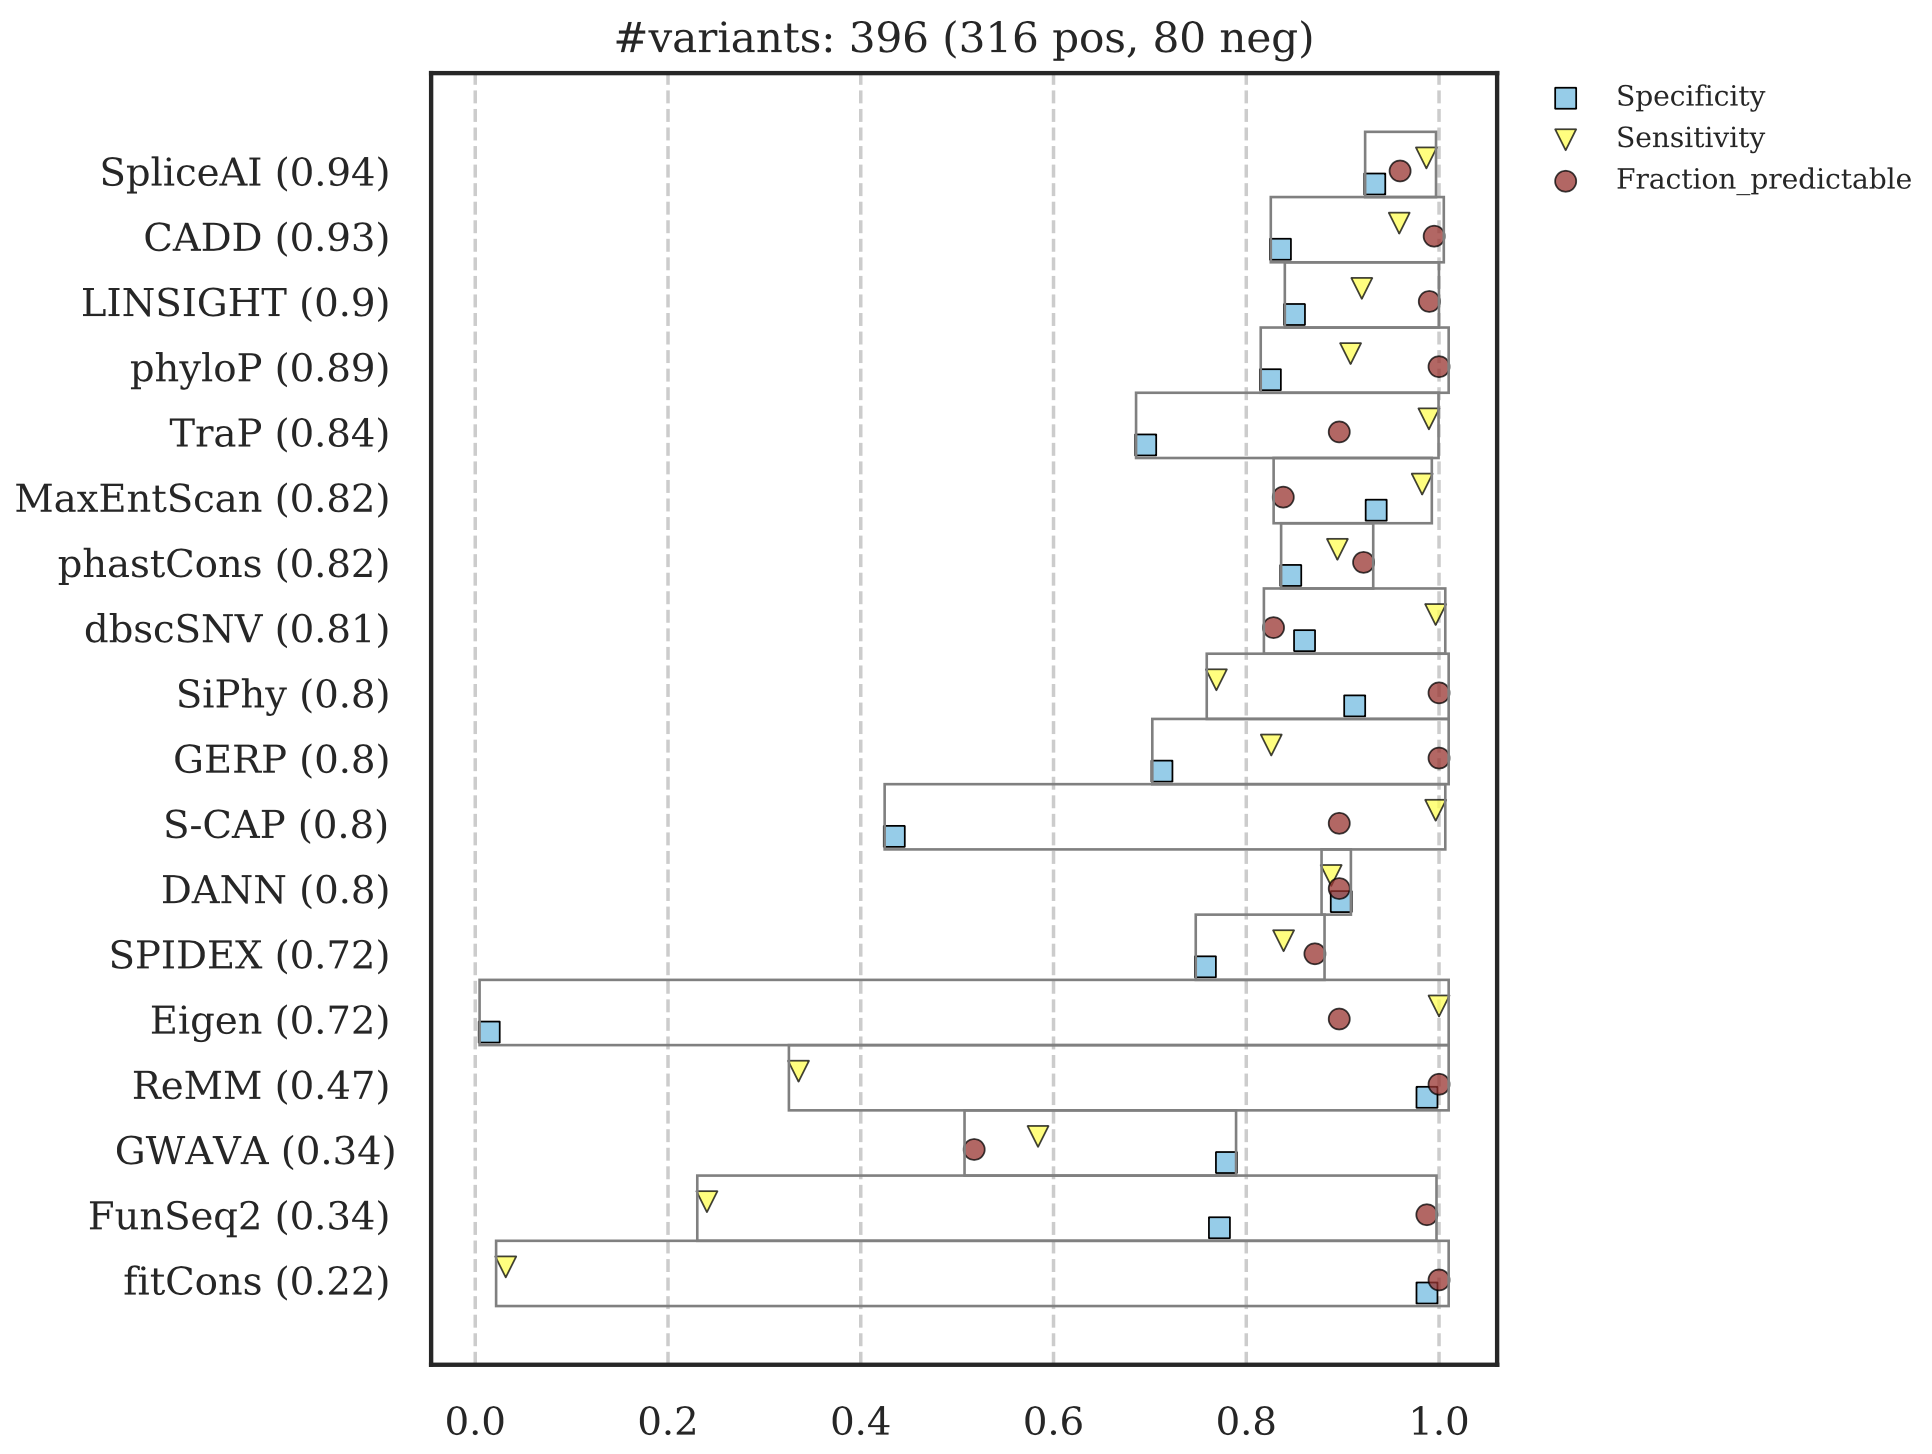 #variants: 396 (316 pos, 80 neg)
Specificity
Sensitivity
Fraction_predictable
SpliceAI (0.94)
CADD (0.93)
LINSIGHT (0.9)
phyloP (0.89)
TraP (0.84)
MaxEntScan (0.82)
phastCons (0.82)
dbscSNV (0.81)
SiPhy (0.8)
GERP (0.8)
S-CAP (0.8)
DANN (0.8)
SPIDEX (0.72)
Eigen (0.72)
ReMM (0.47)
GWAVA (0.34)
FunSeq2 (0.34)
fitCons (0.22)
0.0 0.2 0.4 0.6 0.8 1.0